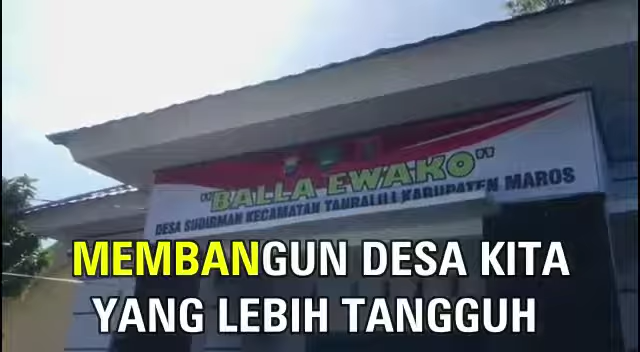 "BALLA EWAKO"
DESA SUDIRMAN KECAMATAN TANRALILI KABUPATEN MAROS
MEMBANGUN DESA KITA
YANG LEBIH TANGGUH